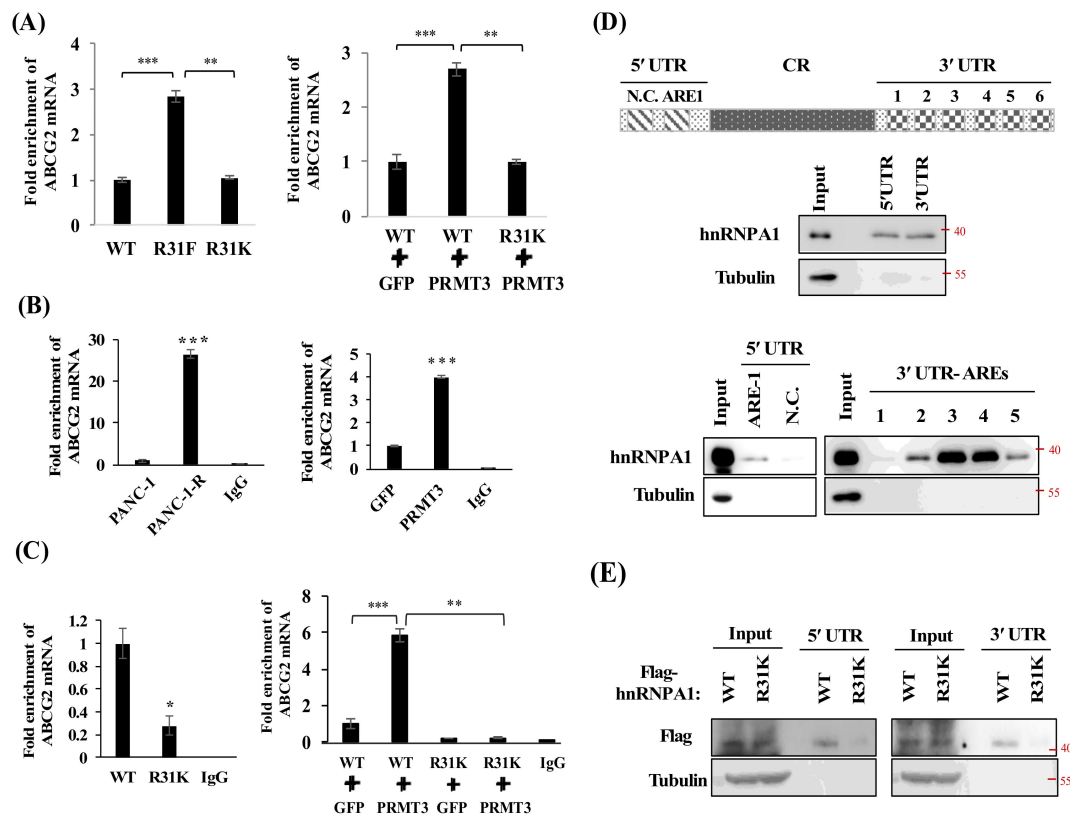 (A)
Fold enrichment of
ABCG2 mRNA
4
3
2
1
0
***
**
WT R31F R31K
Fold enrichment of
ABCG2 mRNA
3
2
1
0
***
**
WT WT R31K
+ + +
GFP PRMT3 PRMT3
(B)
Fold enrichment of
ABCG2 mRNA
30
20
10
0
***
PANC-1
PANC-1-R
IgG
Fold enrichment of
ABCG2 mRNA
5
4
3
2
1
0
***
GFP
PRMT3
IgG
(C)
Fold enrichment of
ABCG2 mRNA
1.2
1
0.8
0.6
0.4
0.2
0
*
WT R31K IgG
Fold enrichment of
ABCG2 mRNA
8
6
4
2
0
***
**
WT WT R31K R31K IgG
+ + + +
GFP PRMT3 GFP PRMT3
(D)
5′ UTR CR 3′ UTR
N.C. ARE1 1 2 3 4 5 6
Input
5'UTR
3'UTR
hnRNPA1
40
Tubulin
55
5′ UTR
Input
ARE-1
N.C.
3′ UTR- AREs
Input
1 2 3 4 5
hnRNPA1
40
Tubulin
55
(E)
Input 5′ UTR Input 3′ UTR
Flag-
hnRNPA1:
WT R31K WT R31K WT R31K WT R31K
Flag
40
Tubulin
55